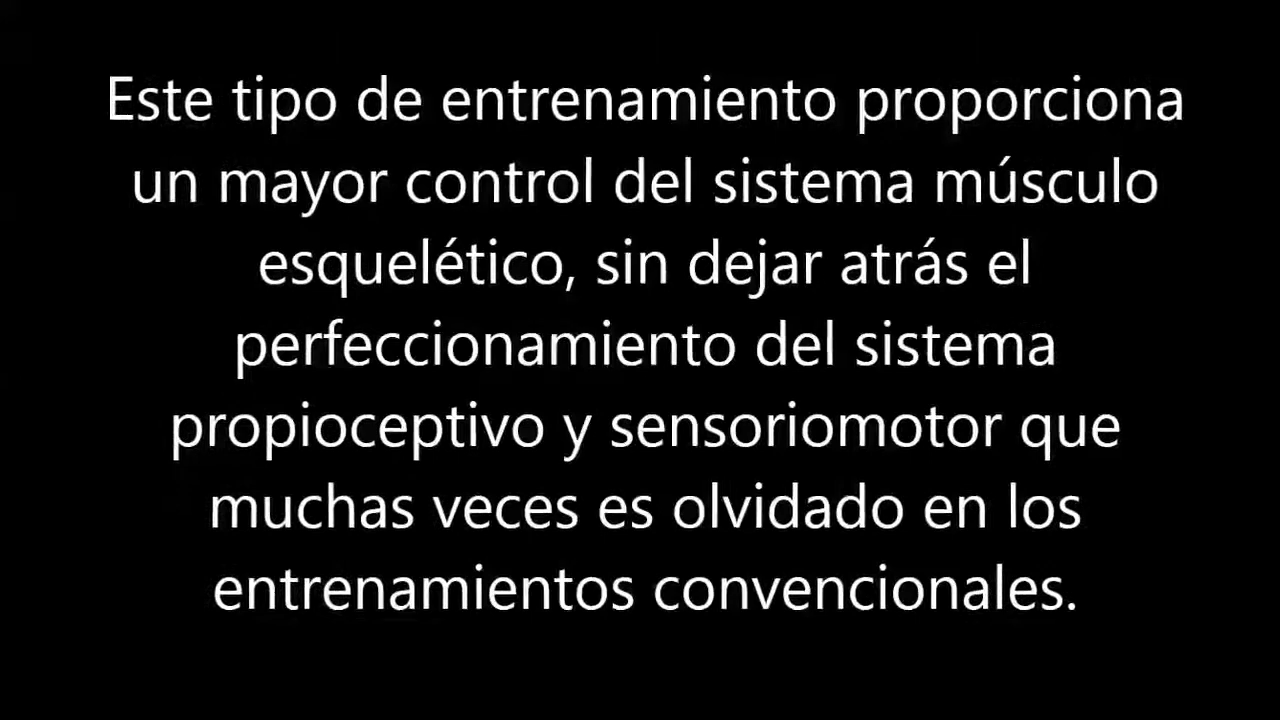 Este tipo de entrenamiento proporciona
un mayor control del sistema músculo
esquelético, sin dejar atrás el
perfeccionamiento del sistema
propioceptivo y sensoriomotor que
muchas veces es olvidado en los
entrenamientos convencionales.